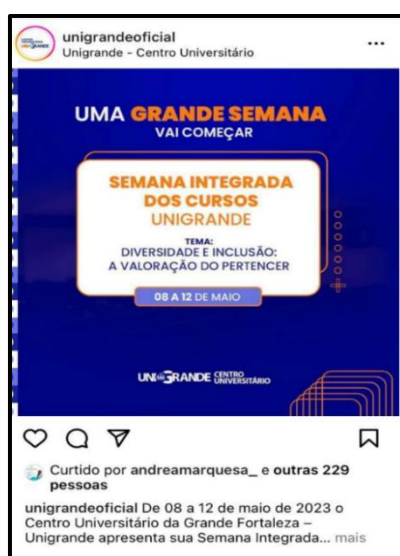 unigrandeoficial
Unigrande - Centro Universitário
UMA GRANDE SEMANA
VAI COMEÇAR
SEMANA INTEGRADA
DOS CURSOS
UNIGRANDE
TEMA:
DIVERSIDADE E INCLUSÃO:
A VALORAÇÃO DO PERTENCER
08 A 12 DE MAIO
UNIGRANDE CENTRO UNIVERSITÁRIO
Curtido por andreamarquesa_ e outras 229
pessoas
unigrandeoficial De 08 a 12 de maio de 2023 o
Centro Universitário da Grande Fortaleza –
Unigrande apresenta sua Semana Integrada... mais